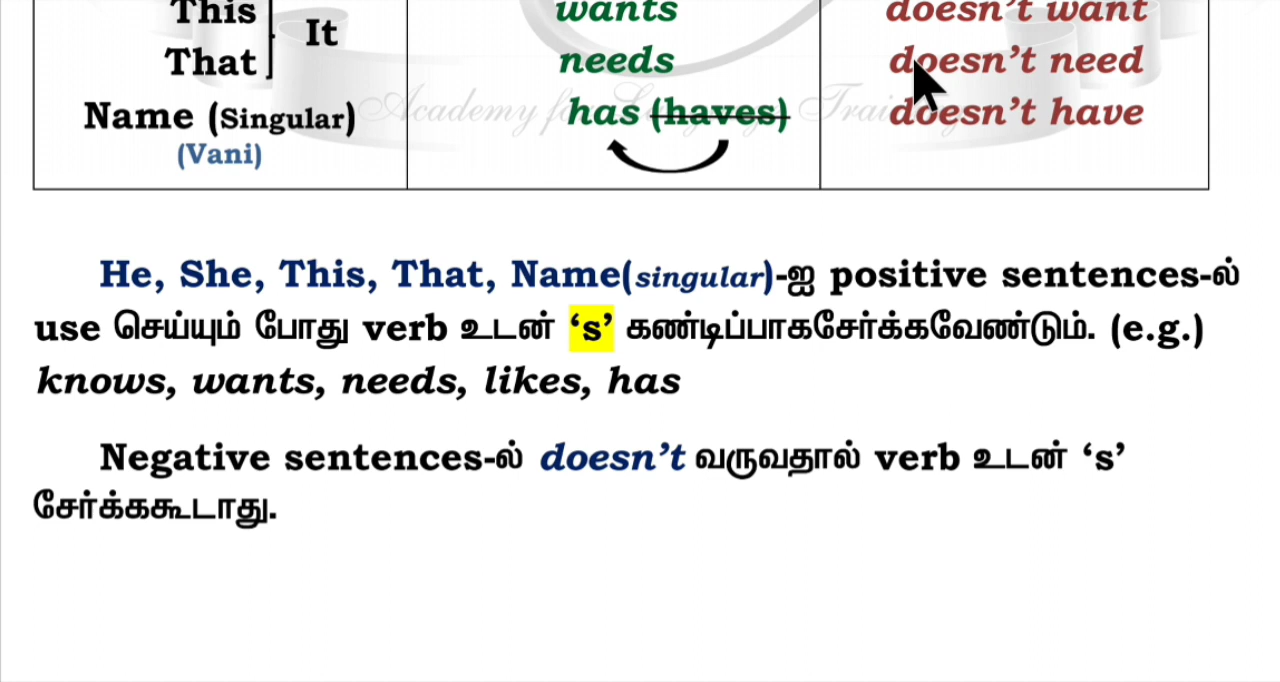 This wants doesn't want
It
That needs doesn't need
Name (Singular) has (haves) doesn't have
(Vani)
He, She, This, That, Name(singular)-ஐ positive sentences-ல்
use செய்யும் போது verb உடன் ‘s’ கண்டிப்பாகசேர்க்கவேண்டும். (e.g.)
knows, wants, needs, likes, has
Negative sentences-ல் doesn’t வருவதால் verb உடன் ‘s’
சேர்க்ககூடாது.